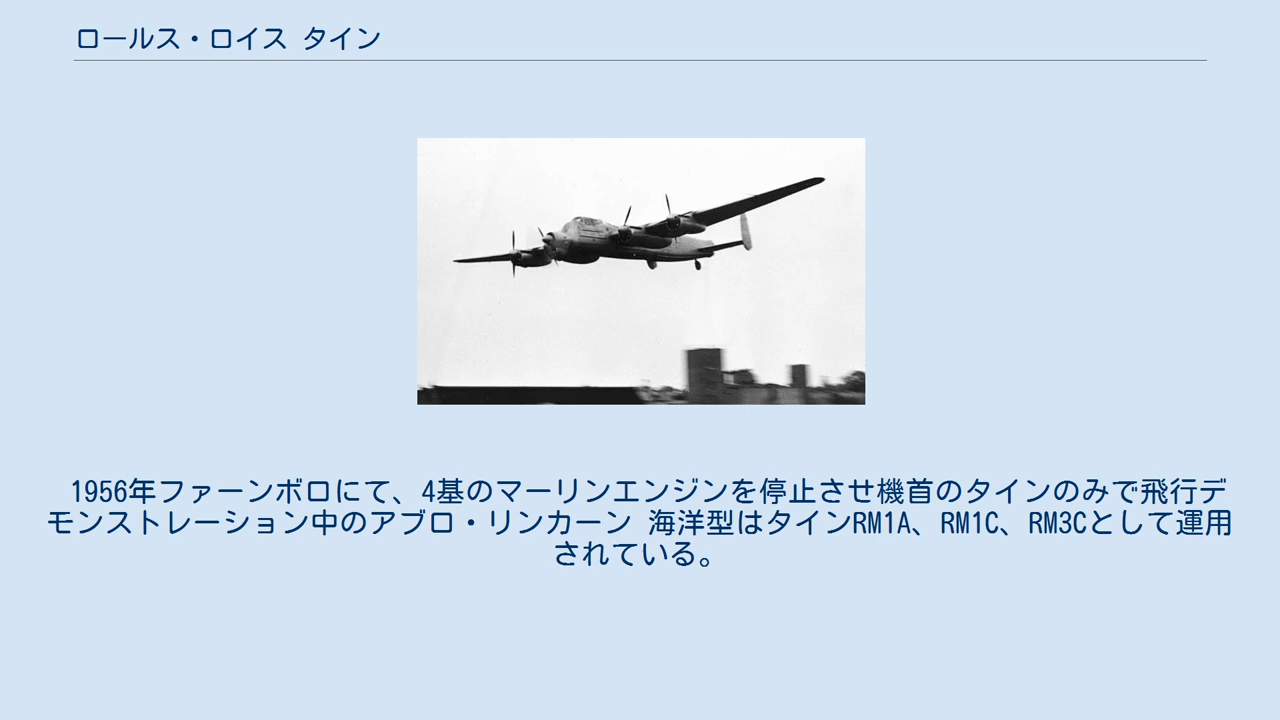 ロールス・ロイス タイン
1956年ファーンボロにて、4基のマーリンエンジンを停止させ機首のタインのみで飛行デ
モンストレーション中のアブロ・リンカーン 海洋型はタインRM1A、RM1C、RM3Cとして運用
されている。